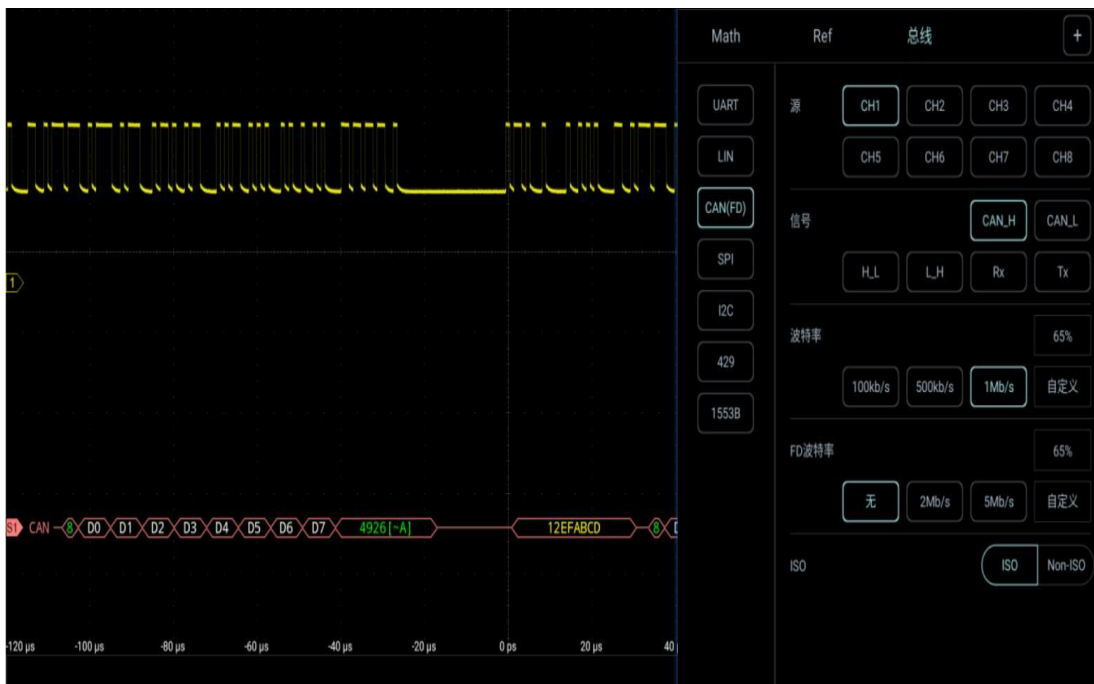 Math Ref 总线 +
UART
LIN
CAN(FD)
SPI
I2C
429
1553B
源 CH1 CH2 CH3 CH4
CH5 CH6 CH7 CH8
信号 CAN_H CAN_L
H_L L_H Rx Tx
波特率 65%
100kb/s 500kb/s 1Mb/s 自定义
FD波特率 65%
无 2Mb/s 5Mb/s 自定义
ISO ISO Non-ISO
1
S1 CAN 8 D0 D1 D2 D3 D4 D5 D6 D7 4926[~A] 12EFABCD 8
-120 μs -100 μs -80 μs -60 μs -40 μs -20 μs 0 ps 20 μs 40